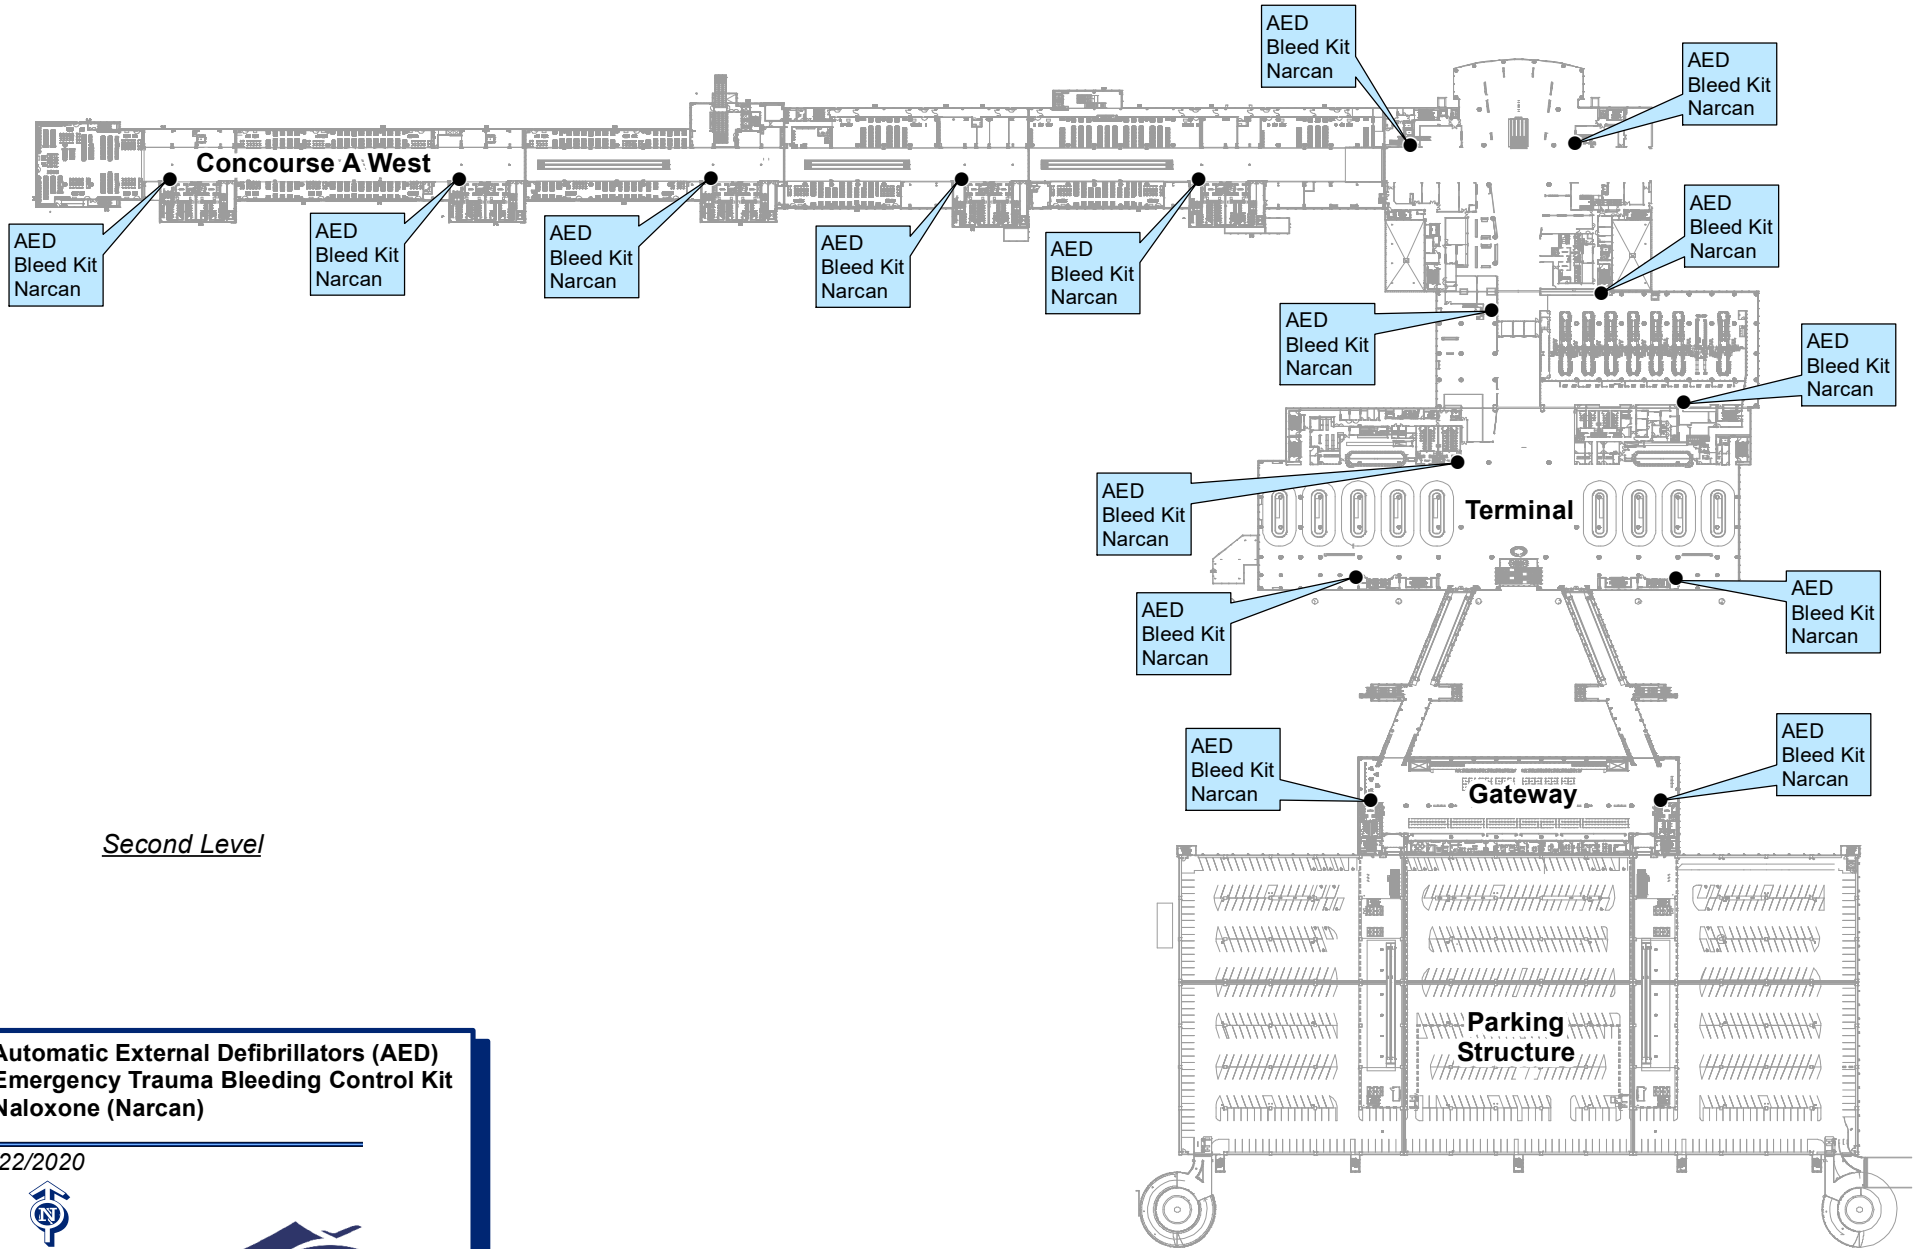 AED
Bleed Kit
Narcan
AED
Bleed Kit
Narcan
Concourse A West
AED
Bleed Kit
Narcan
AED
Bleed Kit
Narcan
AED
Bleed Kit
Narcan
AED
Bleed Kit
Narcan
AED
Bleed Kit
Narcan
AED
Bleed Kit
Narcan
AED
Bleed Kit
Narcan
AED
Bleed Kit
Narcan
AED
Bleed Kit
Narcan
Terminal
AED
Bleed Kit
Narcan
AED
Bleed Kit
Narcan
AED
Bleed Kit
Narcan
AED
Bleed Kit
Narcan
Gateway
Second Level
Parking
Structure
Automatic External Defibrillators (AED)
Emergency Trauma Bleeding Control Kit
Naloxone (Narcan)
22/2020
N